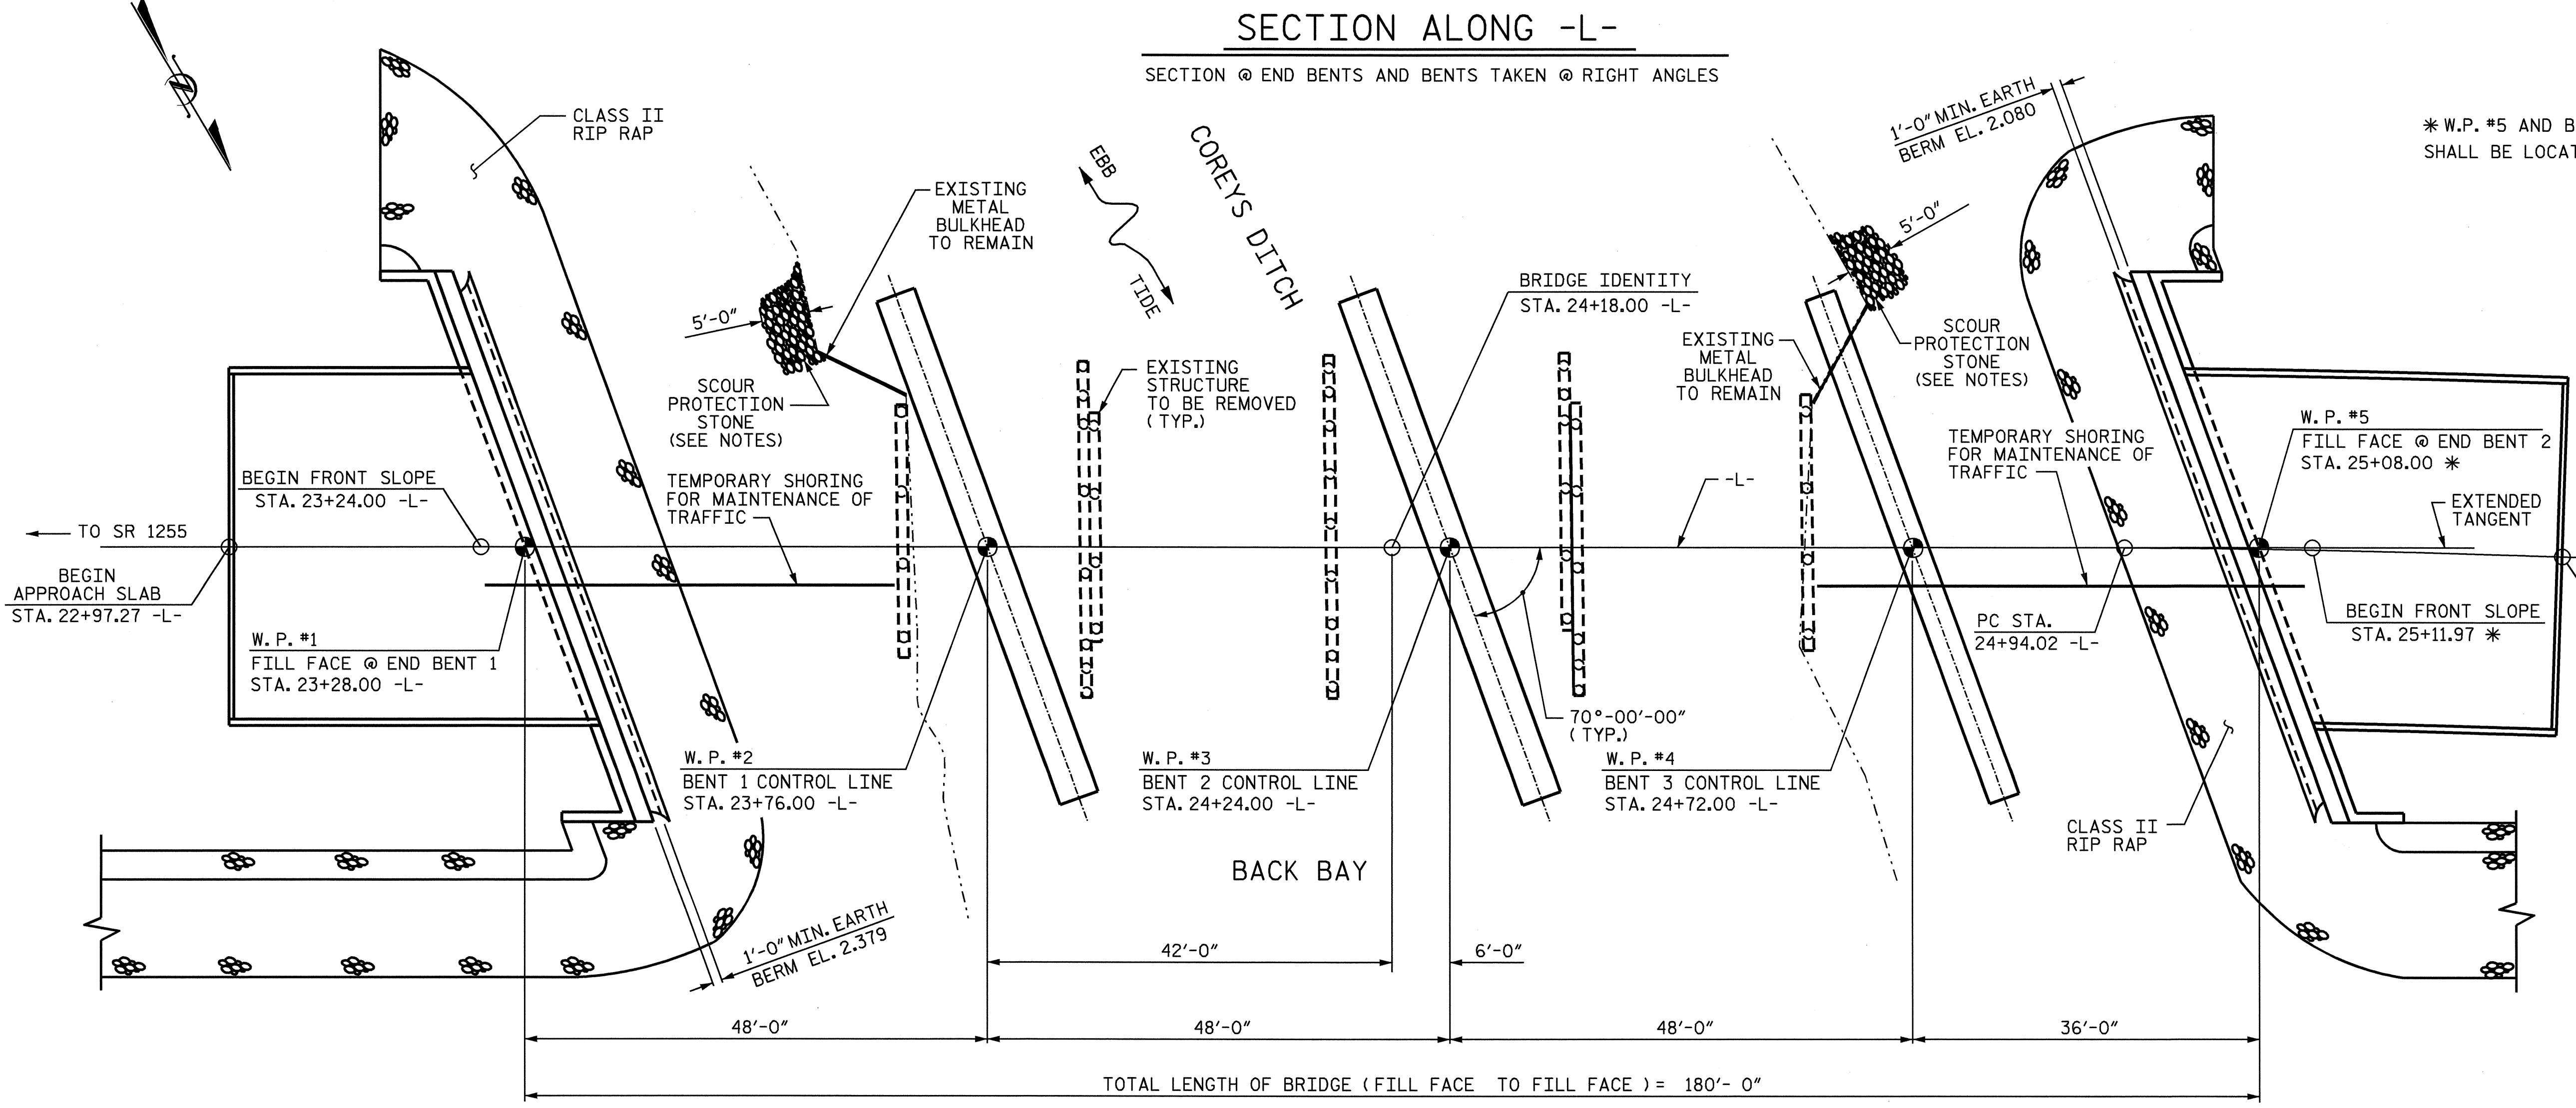 SECTION ALONG -L-
SECTION @ END BENTS AND BENTS TAKEN @ RIGHT ANGLES
N
CLASS II
RIP RAP
1'-0" MIN. EARTH
BERM EL. 2.080
* W.P. #5 AND B
SHALL BE LOCAT
EXISTING
METAL
BULKHEAD
TO REMAIN
EBB
TIDE
COREYS DITCH
5'-0"
5'-0"
BRIDGE IDENTITY
STA. 24+18.00 -L-
SCOUR
PROTECTION
STONE
(SEE NOTES)
EXISTING
STRUCTURE
TO BE REMOVED
(TYP.)
EXISTING
METAL
BULKHEAD
TO REMAIN
SCOUR
PROTECTION
STONE
(SEE NOTES)
W.P. #5
FILL FACE @ END BENT 2
STA. 25+08.00 *
BEGIN FRONT SLOPE
STA. 23+24.00 -L-
TEMPORARY SHORING
FOR MAINTENANCE OF
TRAFFIC
-L-
TEMPORARY SHORING
FOR MAINTENANCE OF
TRAFFIC
EXTENDED
TANGENT
TO SR 1255
BEGIN
APPROACH SLAB
STA. 22+97.27 -L-
W.P. #1
FILL FACE @ END BENT 1
STA. 23+28.00 -L-
PC STA.
24+94.02 -L-
BEGIN FRONT SLOPE
STA. 25+11.97 *
70°-00'-00"
(TYP.)
W.P. #2
BENT 1 CONTROL LINE
STA. 23+76.00 -L-
W.P. #3
BENT 2 CONTROL LINE
STA. 24+24.00 -L-
W.P. #4
BENT 3 CONTROL LINE
STA. 24+72.00 -L-
CLASS II
RIP RAP
BACK BAY
1'-0" MIN. EARTH
BERM EL. 2.379
42'-0"
6'-0"
48'-0"
48'-0"
48'-0"
36'-0"
TOTAL LENGTH OF BRIDGE (FILL FACE TO FILL FACE) = 180'-0"